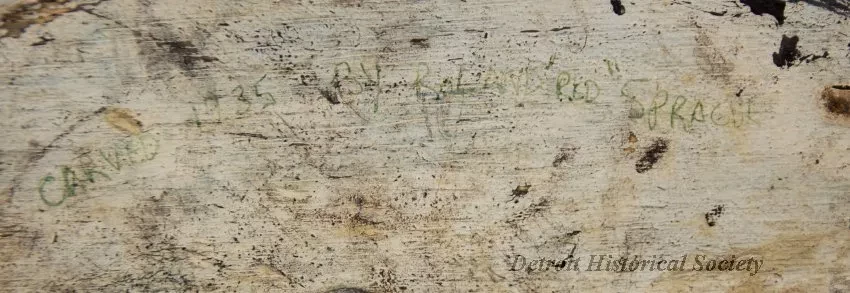 CARVED 1935 BY ROLAND "RED" SPRAGUE
Detroit Historical Society